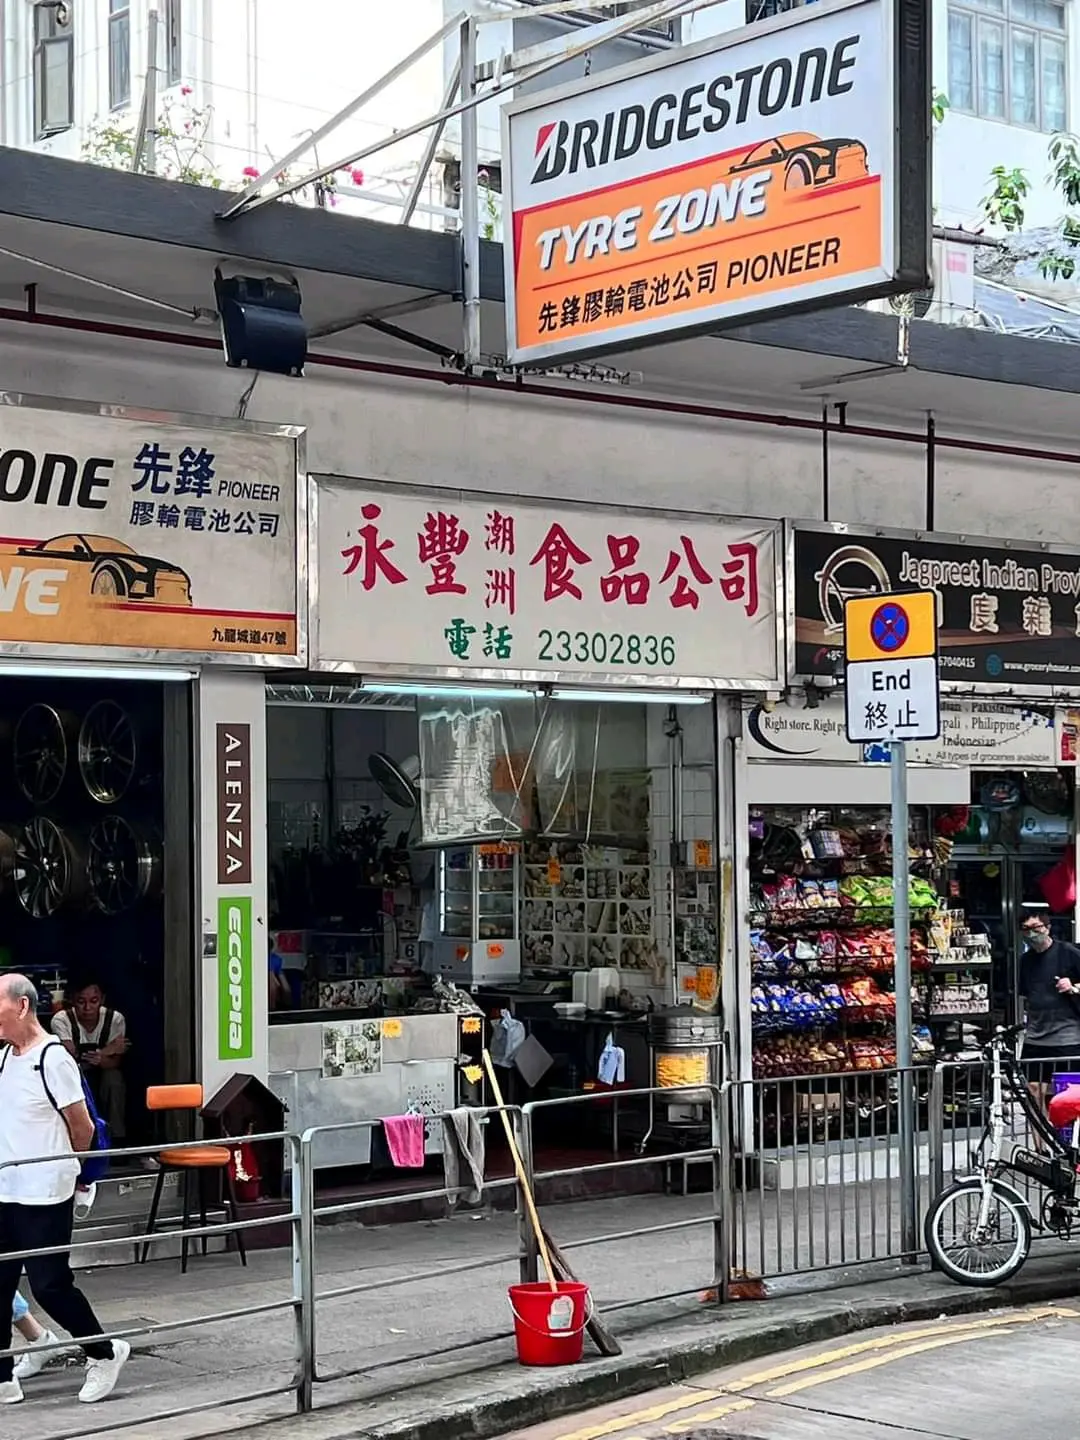 BRIDGESTONE
TYRE ZONE
先鋒膠輪電池公司 PIONEER
ONE 先鋒 PIONEER
膠輪電池公司
NE
九龍城道47號
永豐潮洲食品公司
電話 23302836
Jagpreet Indian Prov
度雜
67040415
End
終止
Right store. Right
Pakist
epali , Philippine
Indonesian
All types of groceries available
ALENZA
ECOPIA